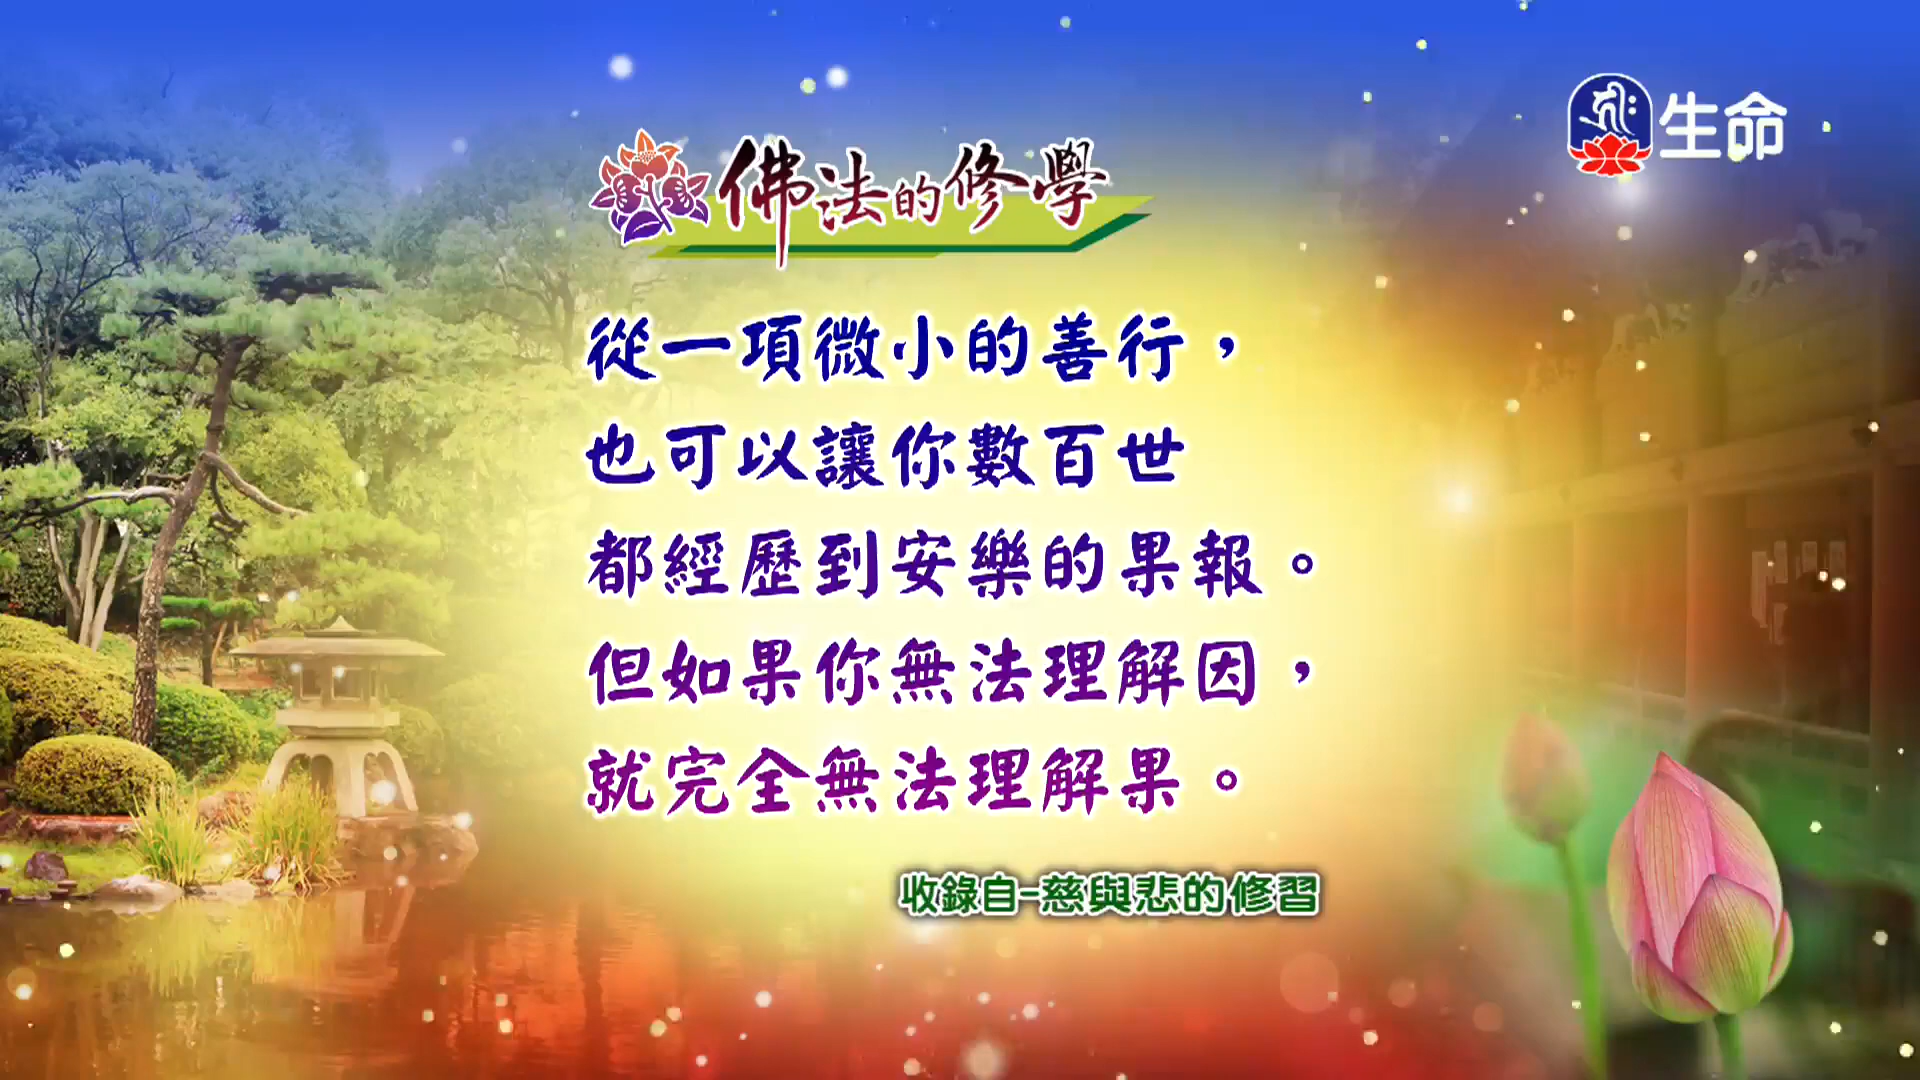 生命
佛法的修學
從一項微小的善行，
也可以讓你數百世
都經歷到安樂的果報。
但如果你無法理解因，
就完全無法理解果。
收錄自-慈與悲的修習